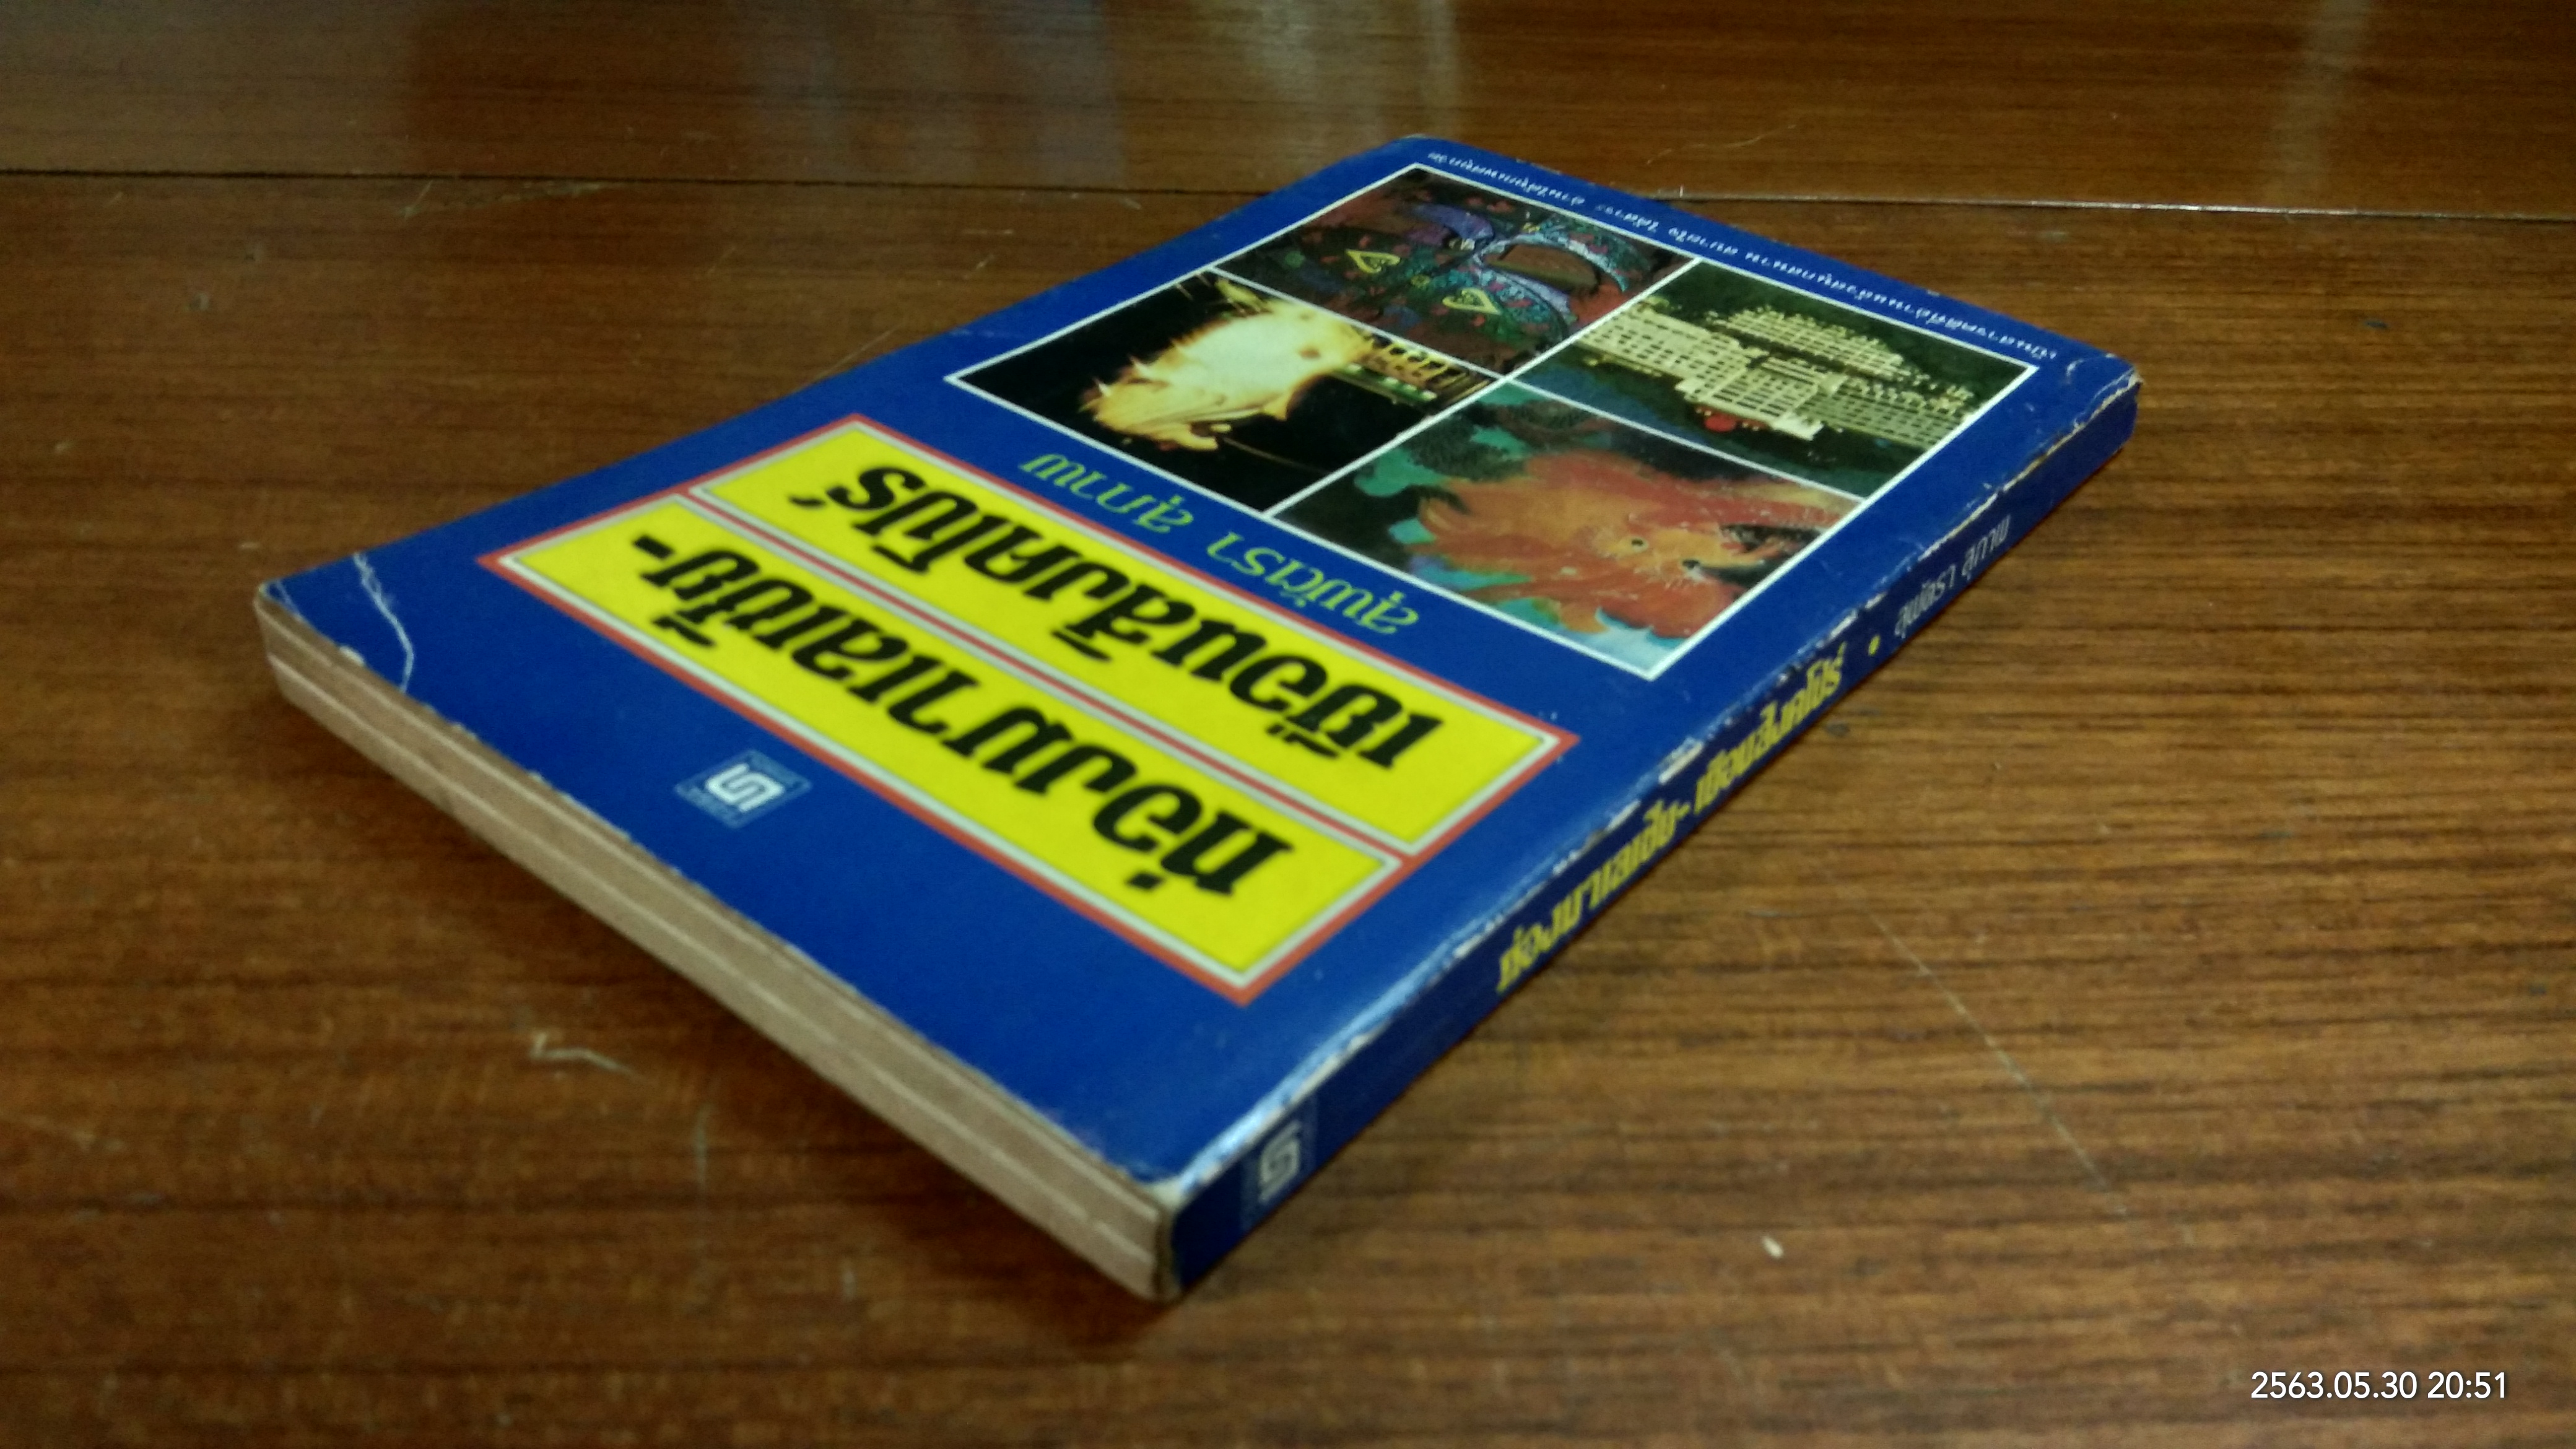 ท่องมาเลเซีย-
เยือนสิงคโปร์
สุพัตรา สุภาพ
ท่องมาเลเซีย-เยือนสิงคโปร์ • สุพัตรา สุภาพ
2563.05.30 20:51